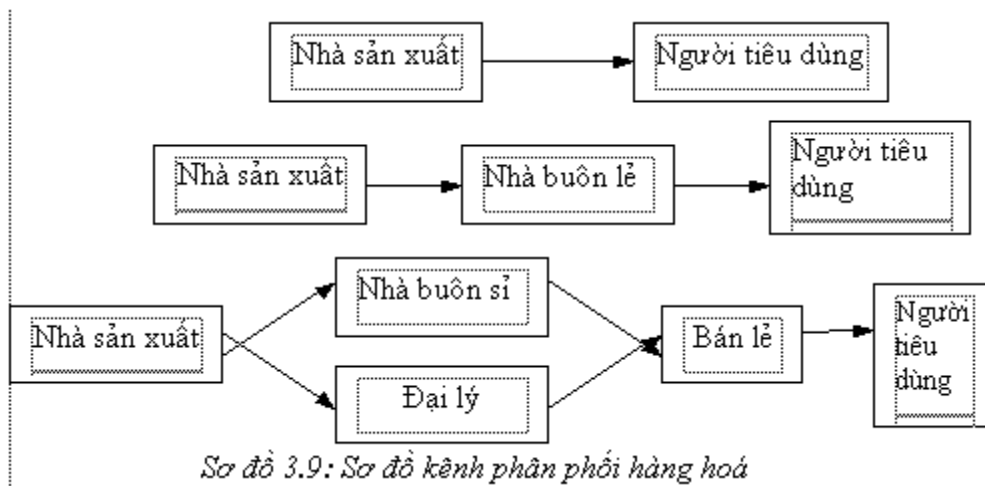 Nhà sản xuất
Người tiêu dùng
Nhà sản xuất
Nhà buôn lẻ
Người tiêu
dùng
Nhà sản xuất
Nhà buôn sỉ
Đại lý
Bán lẻ
Người
tiêu
dùng
Sơ đồ 3.9: Sơ đồ kênh phân phối hàng hoá